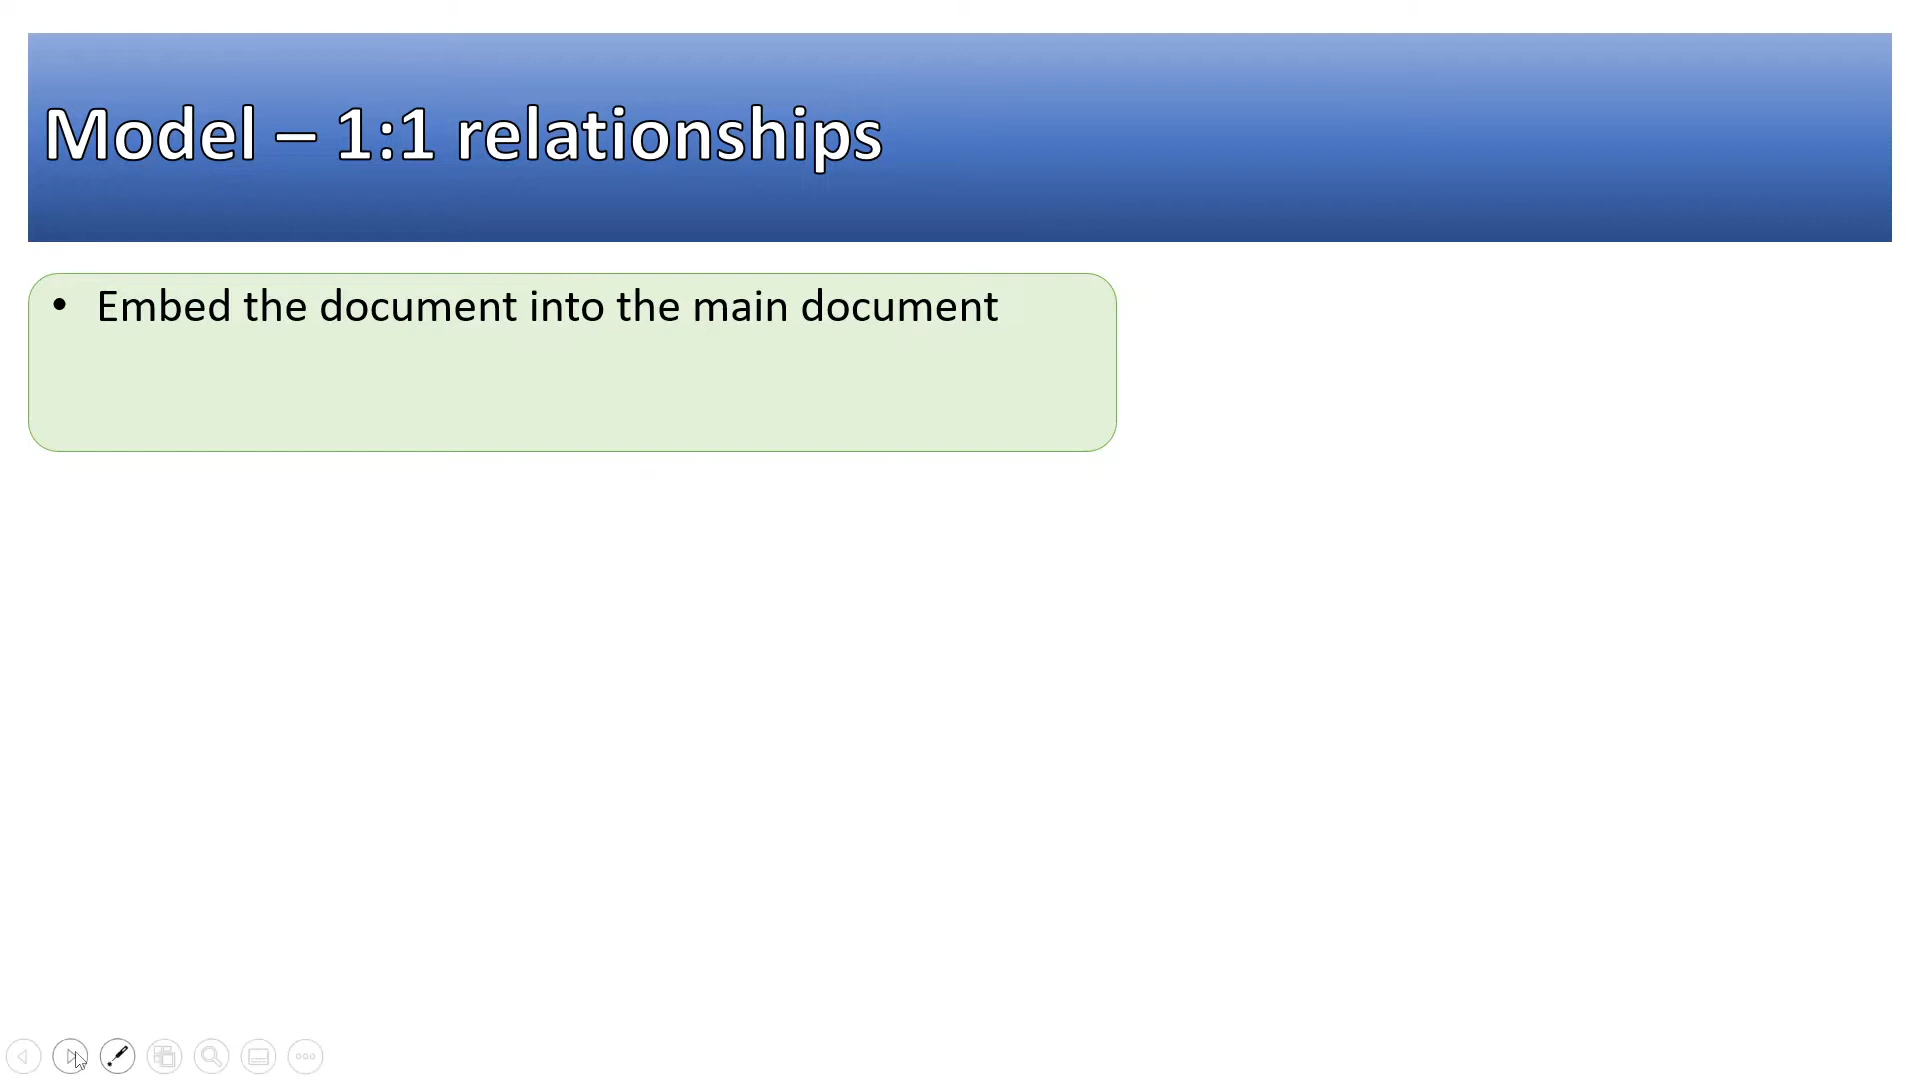 Model – 1:1 relationships
• Embed the document into the main document